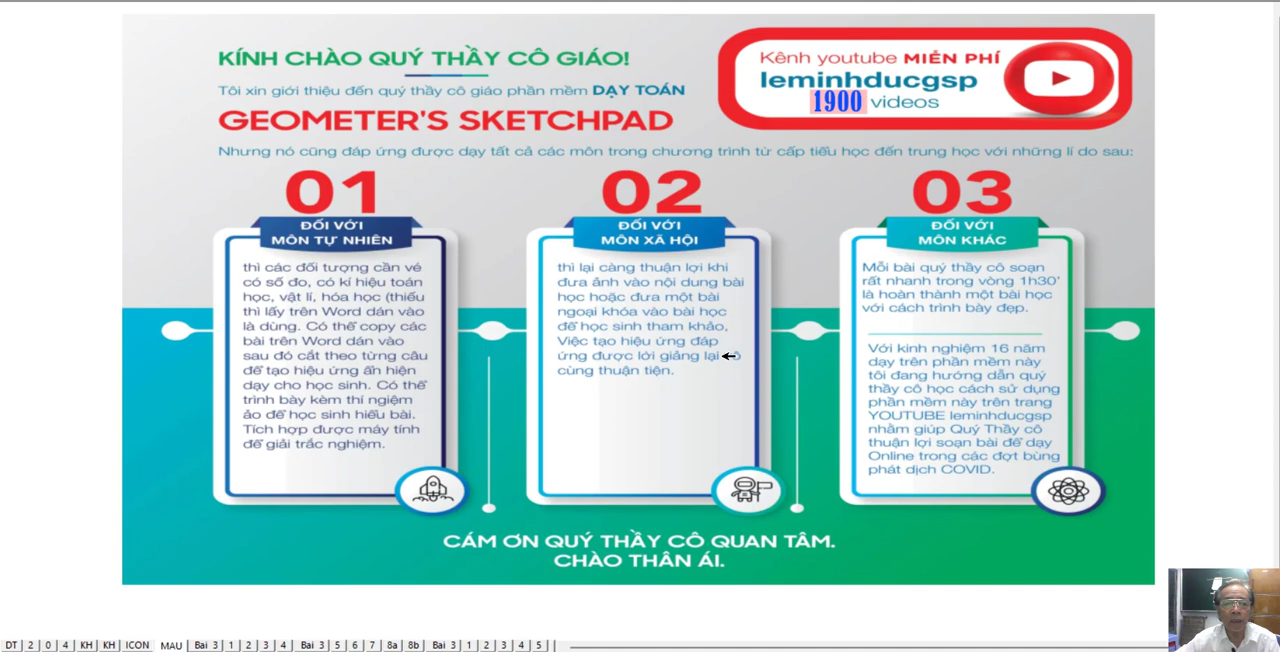 KÍNH CHÀO QUÝ THẦY CÔ GIÁO!
Tôi xin giới thiệu đến quý thầy cô giáo phần mềm DẠY TOÁN
GEOMETER'S SKETCHPAD
Kênh youtube MIỄN PHÍ
leminhducgsp
1900 videos
Nhưng nó cũng đáp ứng được dạy tất cả các môn trong chương trình từ cấp tiểu học đến trung học với những lí do sau:
01
ĐỐI VỚI
MÔN TỰ NHIÊN
thì các đối tượng cần vẽ
có số đo, có kí hiệu toán
học, vật lí, hóa học (thiếu
thì lấy trên Word dán vào
là dùng. Có thể copy các
bài trên Word dán vào
sau đó cắt theo từng câu
để tạo hiệu ứng ẩn hiện
dạy cho học sinh. Có thể
trình bày kèm thí ngiệm
ảo để học sinh hiểu bài.
Tích hợp được máy tính
để giải trắc nghiệm.
02
ĐỐI VỚI
MÔN XÃ HỘI
thì lại càng thuận lợi khi
đưa ảnh vào nội dung bài
học hoặc đưa một bài
ngoại khóa vào bài học
để học sinh tham khảo,
Việc tạo hiệu ứng đáp
ứng được lời giảng lại
cùng thuận tiện.
03
ĐỐI VỚI
MÔN KHÁC
Mỗi bài quý thầy cô soạn
rất nhanh trong vòng 1h30'
là hoàn thành một bài học
với cách trình bày đẹp.
Với kinh nghiệm 16 năm
dạy trên phần mềm này
tôi đang hướng dẫn quý
thầy cô học cách sử dụng
phần mềm này trên trang
YOUTUBE leminhducgsp
nhằm giúp Quý Thầy cô
thuận lợi soạn bài để dạy
Online trong các đợt bùng
phát dịch COVID.
CÁM ƠN QUÝ THẦY CÔ QUAN TÂM.
CHÀO THÂN ÁI.
DT 2 0 4 KH KH ICON MAU Bai 3 1 2 3 4 Bai 3 5 6 7 8a 8b Bai 3 1 2 3 4 5